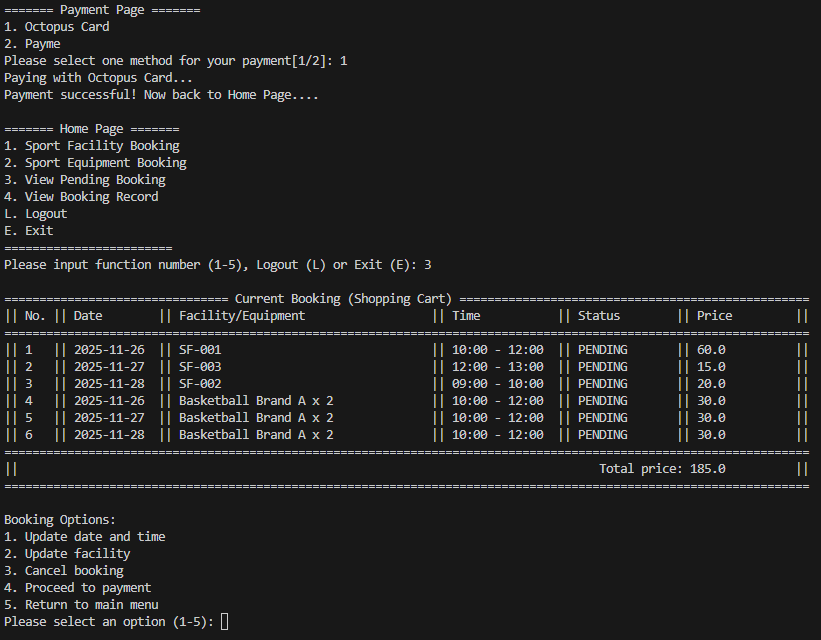 ======= Payment Page =======
1. Octopus Card
2. Payme
Please select one method for your payment[1/2]: 1
Paying with Octopus Card...
Payment successful! Now back to Home Page....
======= Home Page =======
1. Sport Facility Booking
2. Sport Equipment Booking
3. View Pending Booking
4. View Booking Record
L. Logout
E. Exit
========================
Please input function number (1-5), Logout (L) or Exit (E): 3
================================ Current Booking (Shopping Cart) ==================================================
|| No. || Date        || Facility/Equipment                  || Time           || Status        || Price         ||
===================================================================================================================
|| 1   || 2025-11-26  || SF-001                              || 10:00 - 12:00  || PENDING       || 60.0          ||
|| 2   || 2025-11-27  || SF-003                              || 12:00 - 13:00  || PENDING       || 15.0          ||
|| 3   || 2025-11-28  || SF-002                              || 09:00 - 10:00  || PENDING       || 20.0          ||
|| 4   || 2025-11-26  || Basketball Brand A x 2              || 10:00 - 12:00  || PENDING       || 30.0          ||
|| 5   || 2025-11-27  || Basketball Brand A x 2              || 10:00 - 12:00  || PENDING       || 30.0          ||
|| 6   || 2025-11-28  || Basketball Brand A x 2              || 10:00 - 12:00  || PENDING       || 30.0          ||
===================================================================================================================
||                                                                                   Total price: 185.0          ||
===================================================================================================================
Booking Options:
1. Update date and time
2. Update facility
3. Cancel booking
4. Proceed to payment
5. Return to main menu
Please select an option (1-5):